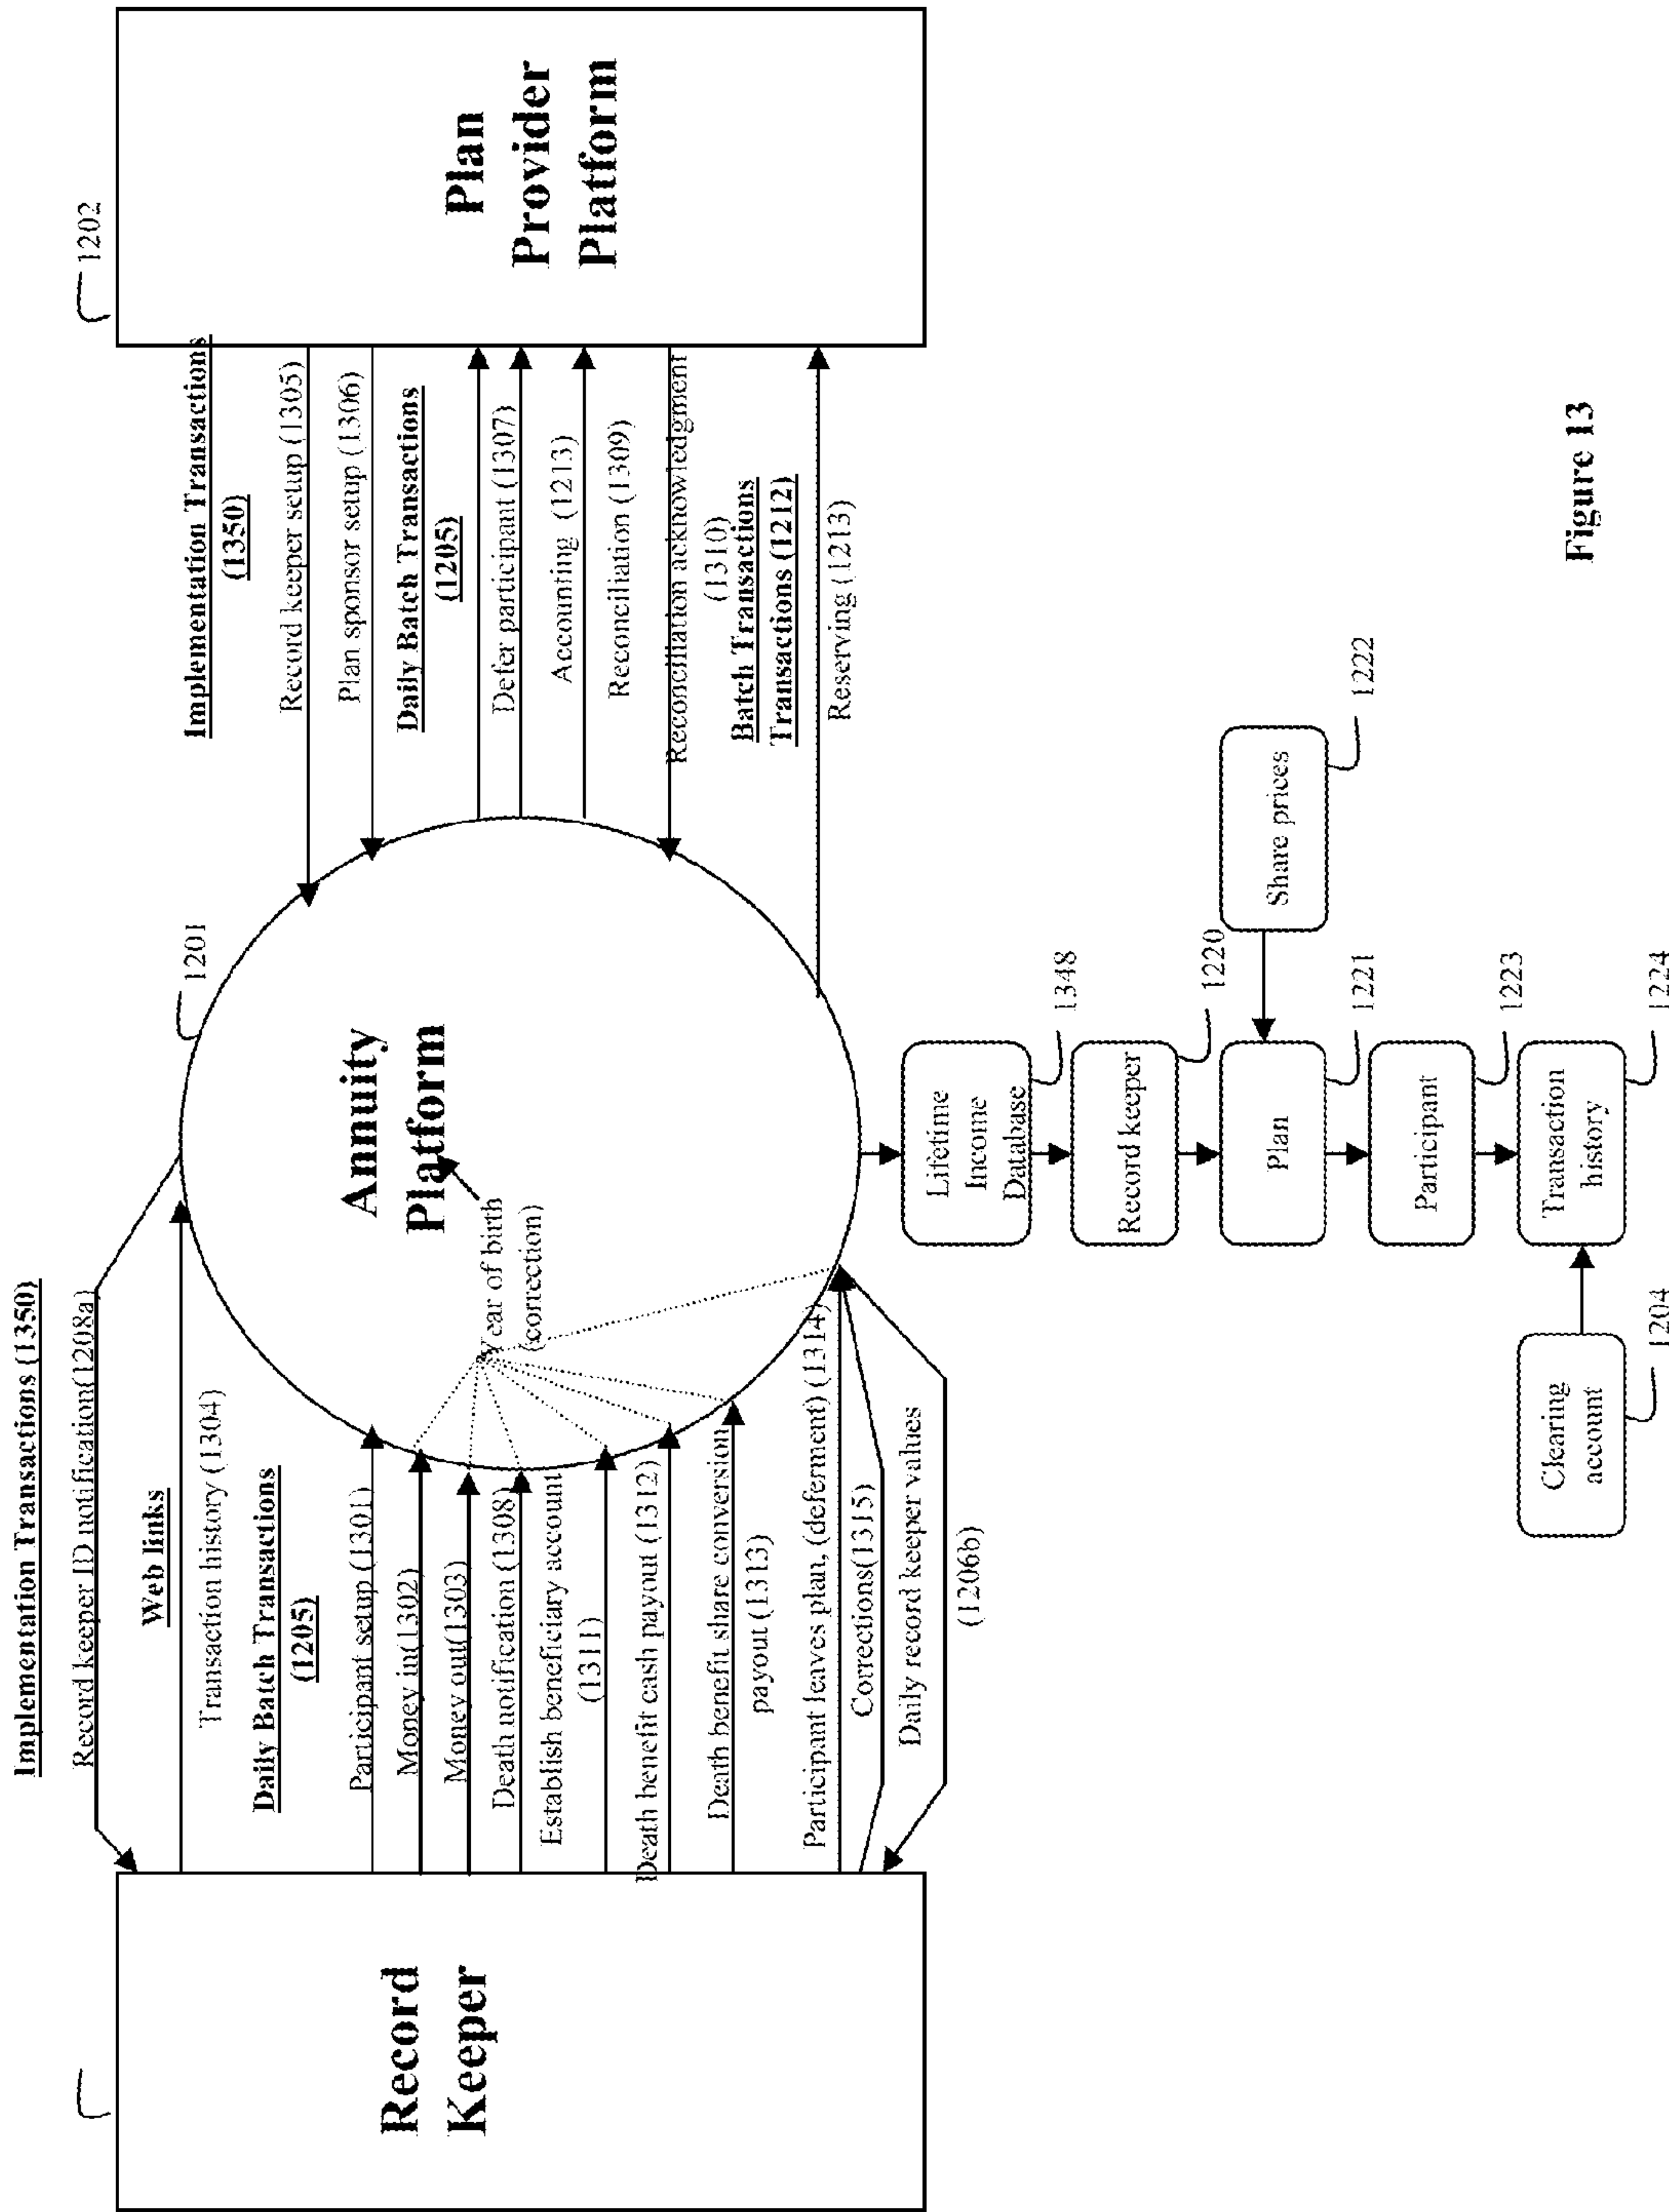 Implementation Transactions (1350)
Record keeper ID notification(1208a)
Web links
Transaction history (1304)
Daily Batch Transactions
(1205)
Participant setup (1301)
Money in(1302)
Money out(1303)
Death notification (1308)
Establish beneficiary account
(1311)
Death benefit cash payout (1312)
Death benefit share conversion
payout (1313)
Participant leaves plan, (deferment) (1314)
Corrections(1315)
Daily record keeper values
(1206b)
Record
Keeper
1201
Annuity
Platform
year of birth
(correction)
1202
Plan
Provider
Platform
Implementation Transactions
(1350)
Record keeper setup (1305)
Plan sponsor setup (1306)
Daily Batch Transactions
(1205)
Defer participant (1307)
Accounting (1213)
Reconciliation (1309)
Reconciliation acknowledgment
(1310)
Batch Transactions
Transactions (1212)
Reserving (1213)
Lifetime
Income
Database
1348
Record keeper
1220
Plan
1221
Share prices
1222
Participant
1223
Transaction
history
1224
Clearing
account
1204
Figure 13